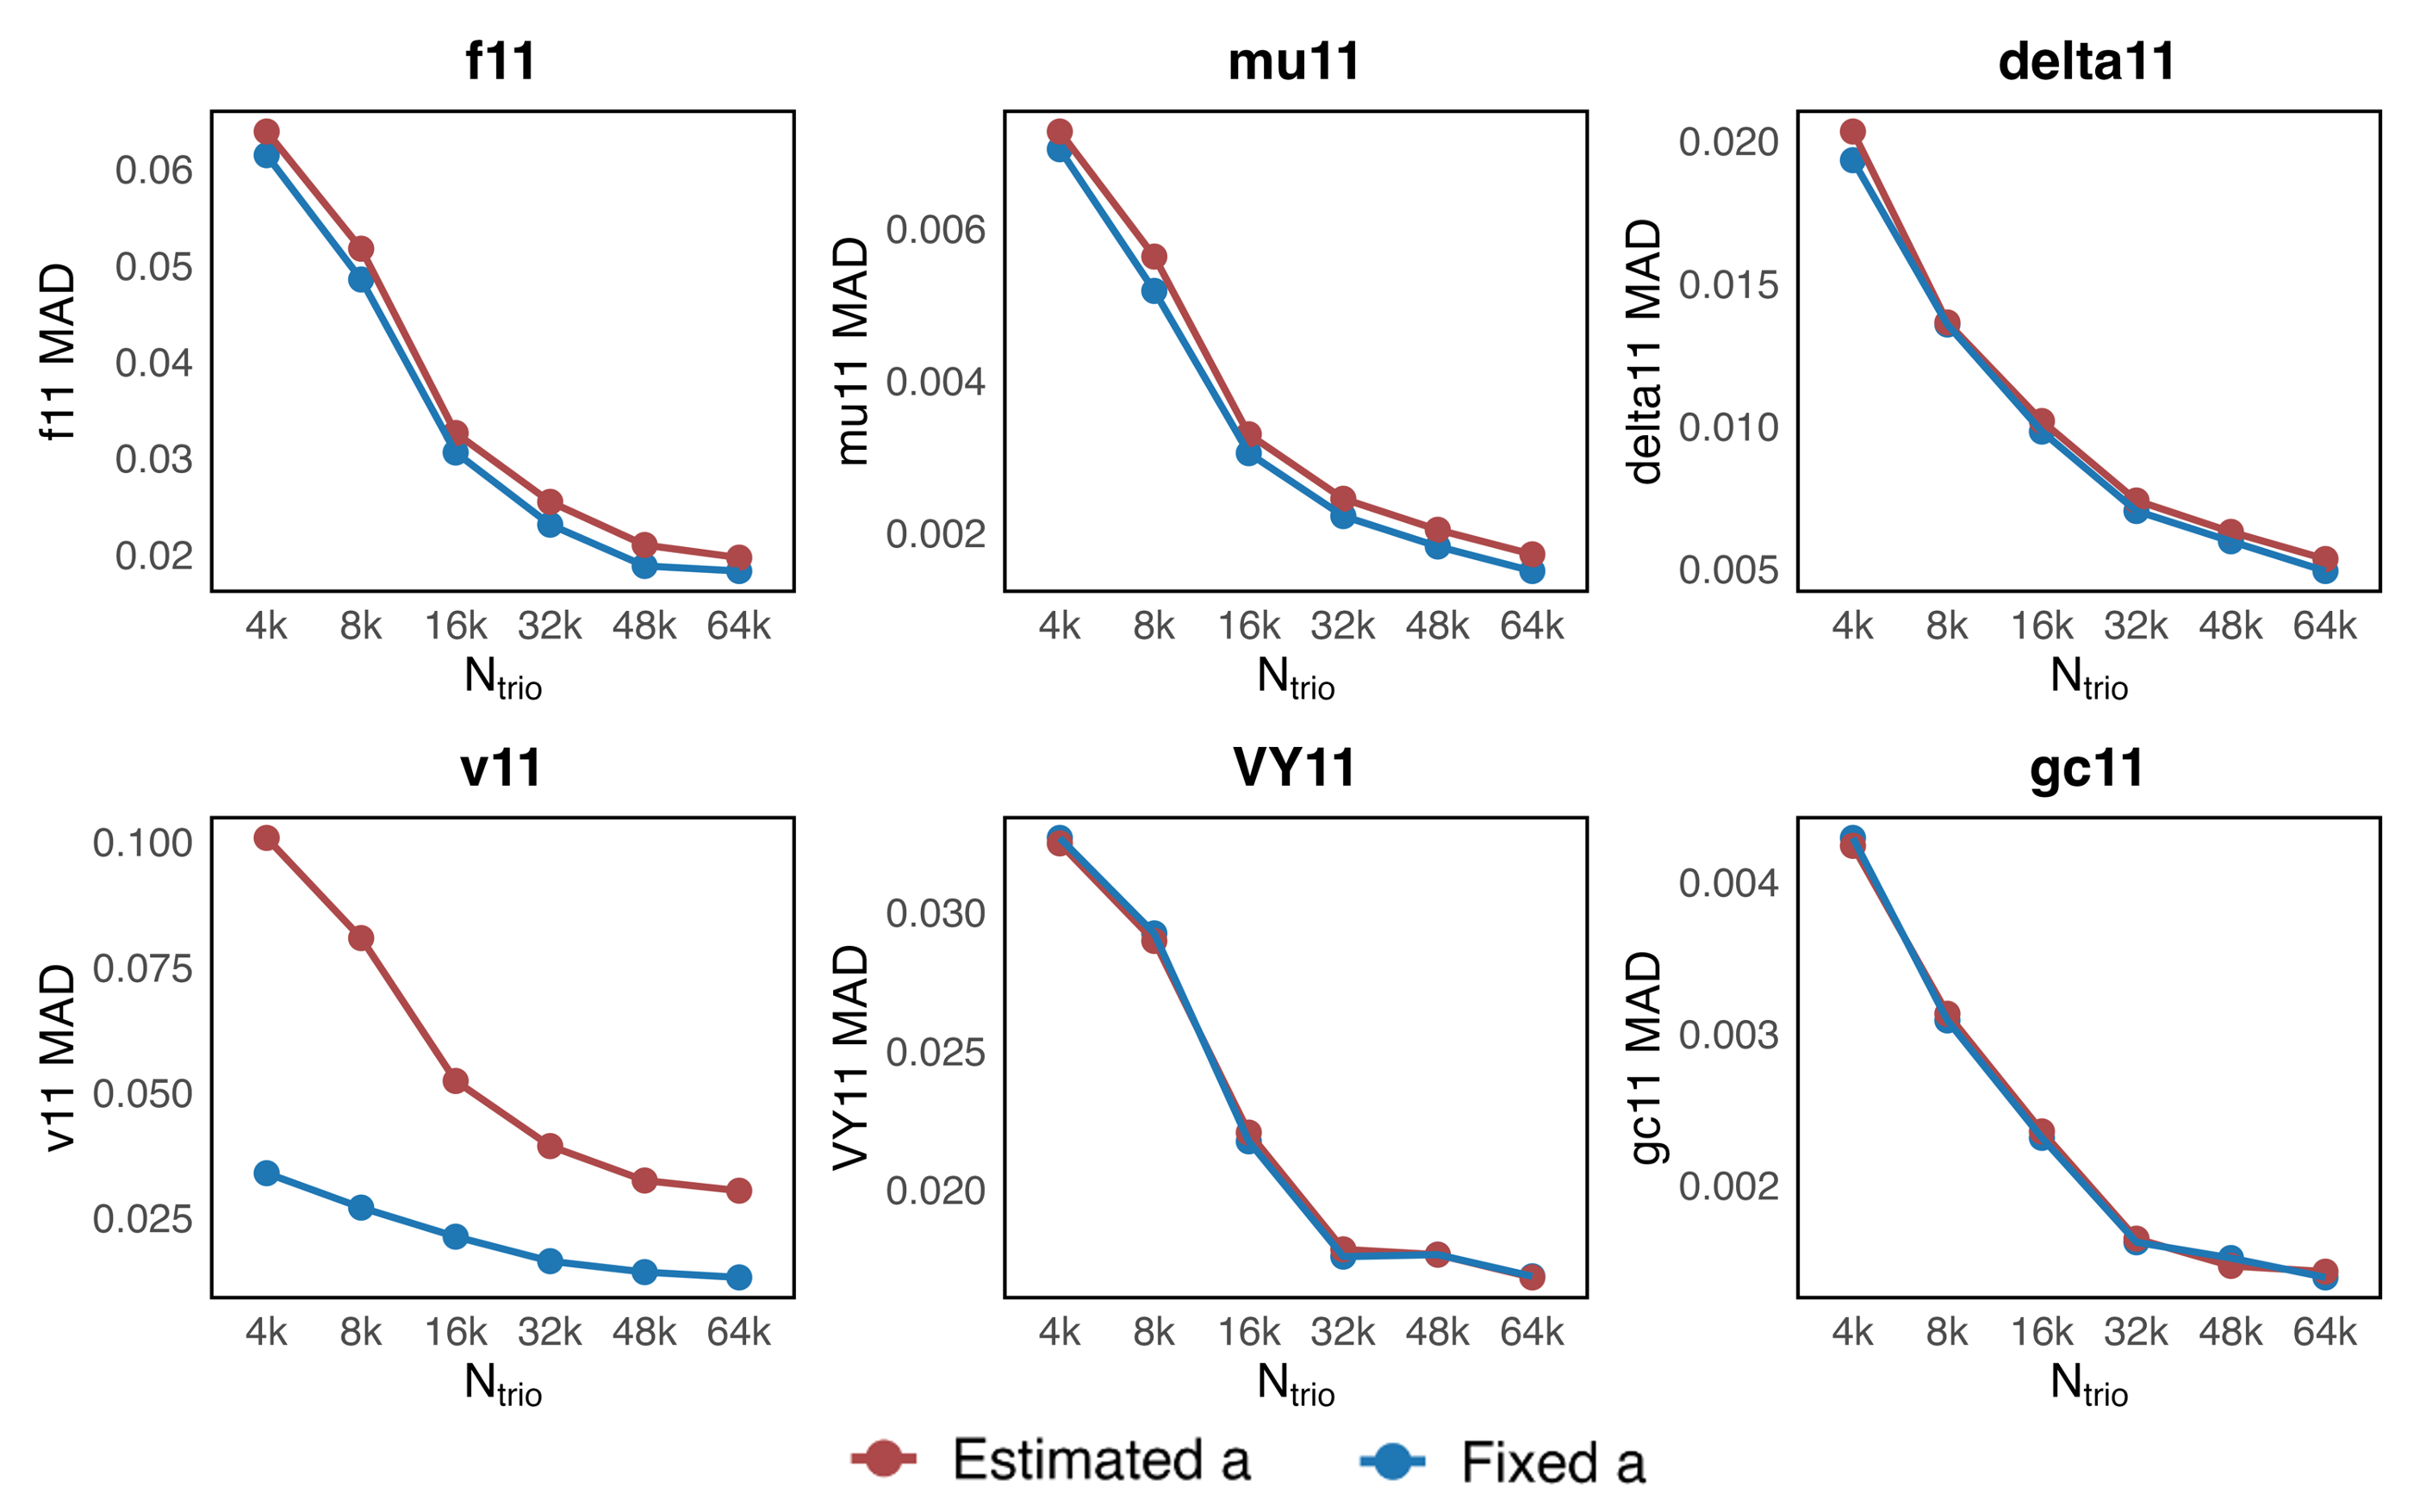 f11
mu11
delta11
f11 MAD
0.06
0.05
0.04
0.03
0.02
4k 8k 16k 32k 48k 64k
Ntrio
mu11 MAD
0.006
0.004
0.002
4k 8k 16k 32k 48k 64k
Ntrio
delta11 MAD
0.020
0.015
0.010
0.005
4k 8k 16k 32k 48k 64k
Ntrio
v11
VY11
gc11
v11 MAD
0.100
0.075
0.050
0.025
4k 8k 16k 32k 48k 64k
Ntrio
VY11 MAD
0.030
0.025
0.020
4k 8k 16k 32k 48k 64k
Ntrio
gc11 MAD
0.004
0.003
0.002
4k 8k 16k 32k 48k 64k
Ntrio
Estimated a
Fixed a